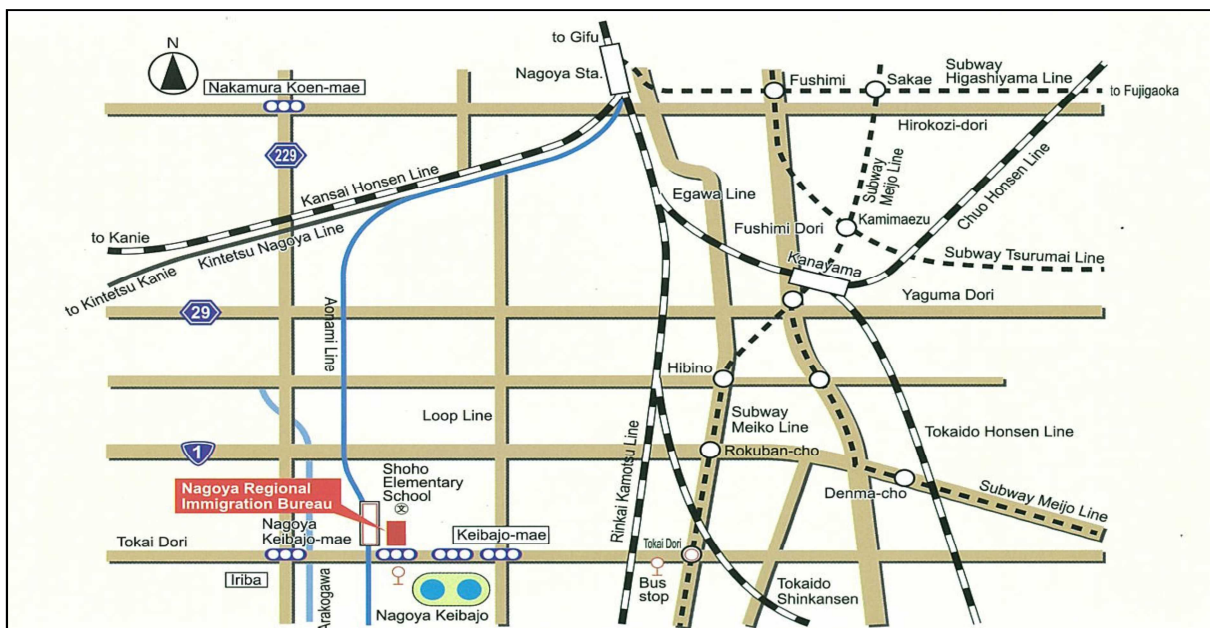 N
to Gifu
Nagoya Sta.
Nakamura Koen-mae
Fushimi
Sakae
Subway
Higashiyama Line
to Fujigaoka
Hirokozi-dori
229
Kansai Honsen Line
Egawa Line
Subway
Meijo Line
Chuo Honsen Line
Kamimaezu
Fushimi Dori
to Kanie
Kintetsu Nagoya Line
Kanayama
Subway Tsurumai Line
to Kintetsu Kanie
Yaguma Dori
29
Aonami Line
Hibino
Loop Line
Subway
Meiko Line
Tokaido Honsen Line
1
Rokuban-cho
Shoho
Elementary
School
文
Nagoya Regional
Immigration Bureau
Rinkai Kamotsu Line
Denma-cho
Subway Meijo Line
Nagoya
Keibajo-mae
Keibajo-mae
Tokai Dori
Tokai Dori
Iriba
Arakogawa
Nagoya Keibajo
Bus
stop
Tokaido
Shinkansen